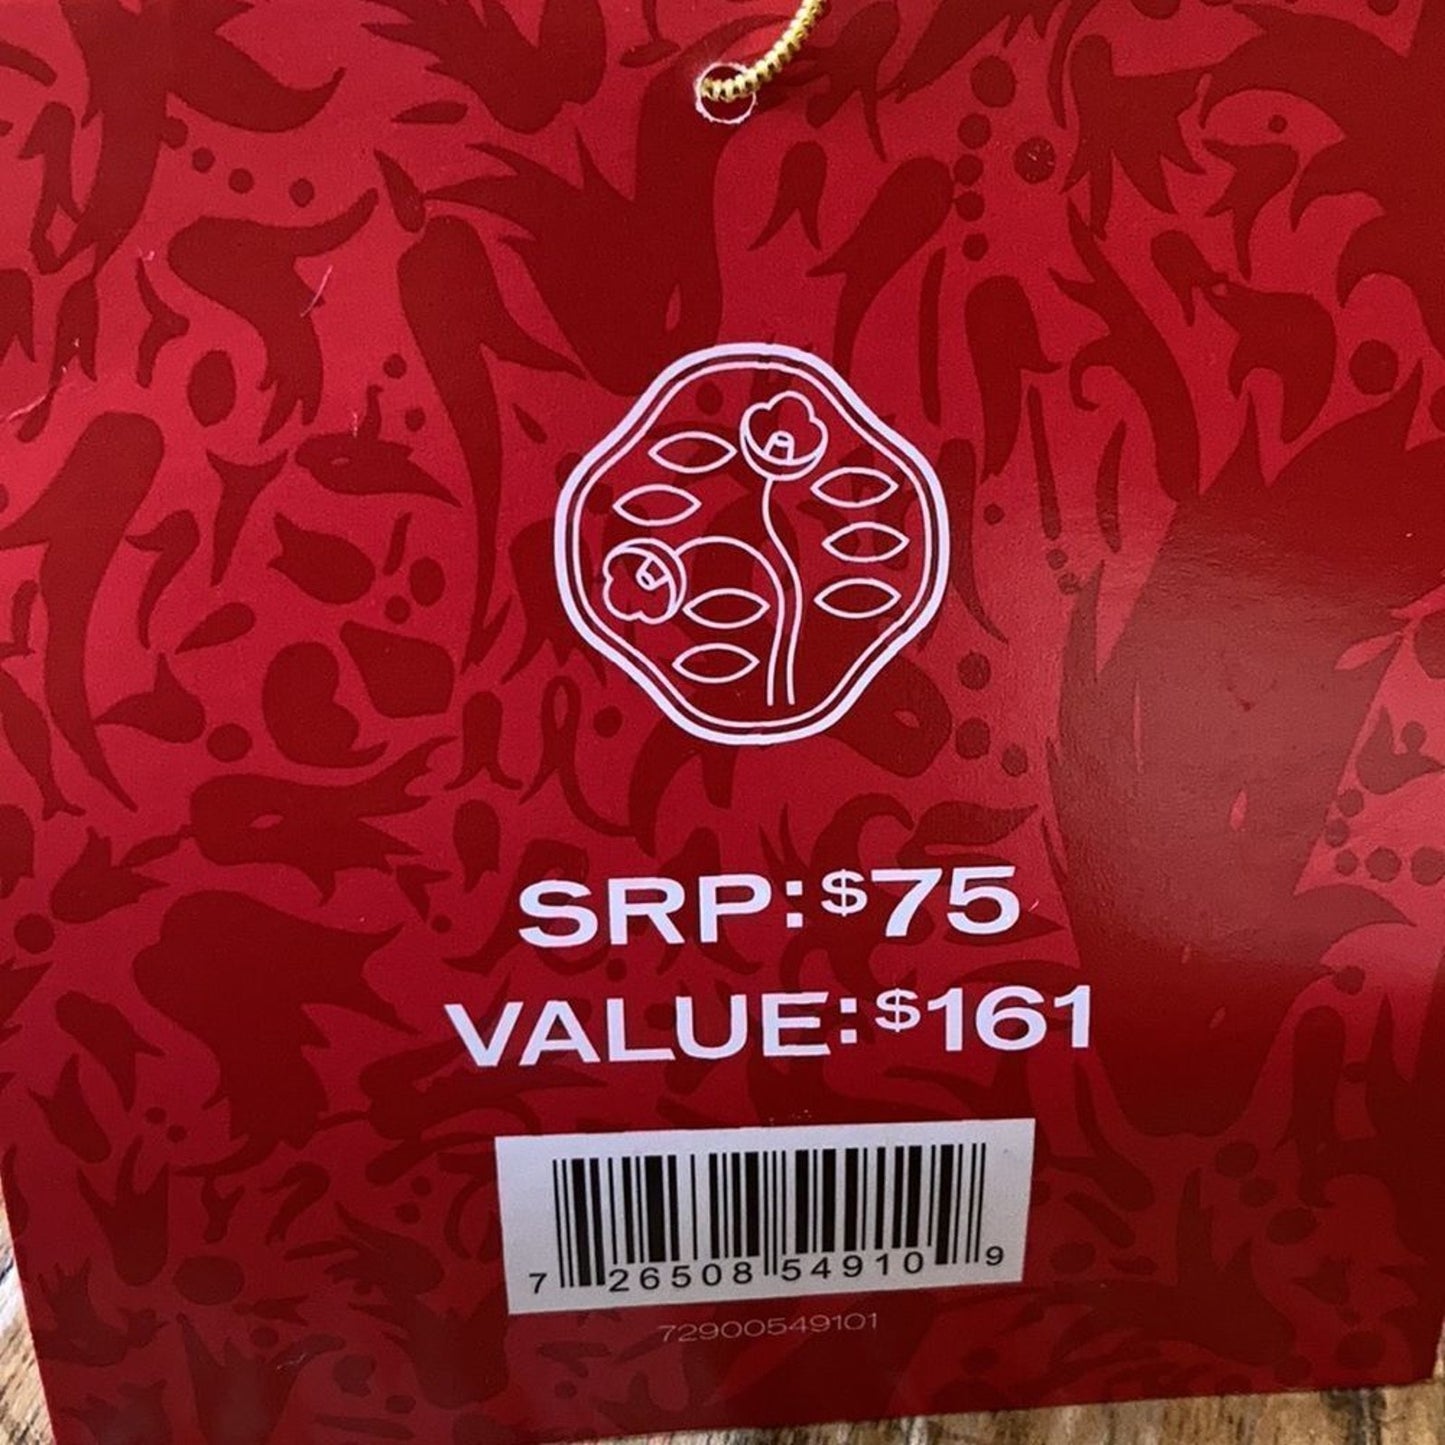 SRP: $75
VALUE: $161
7 26508 54910 9
72900549101